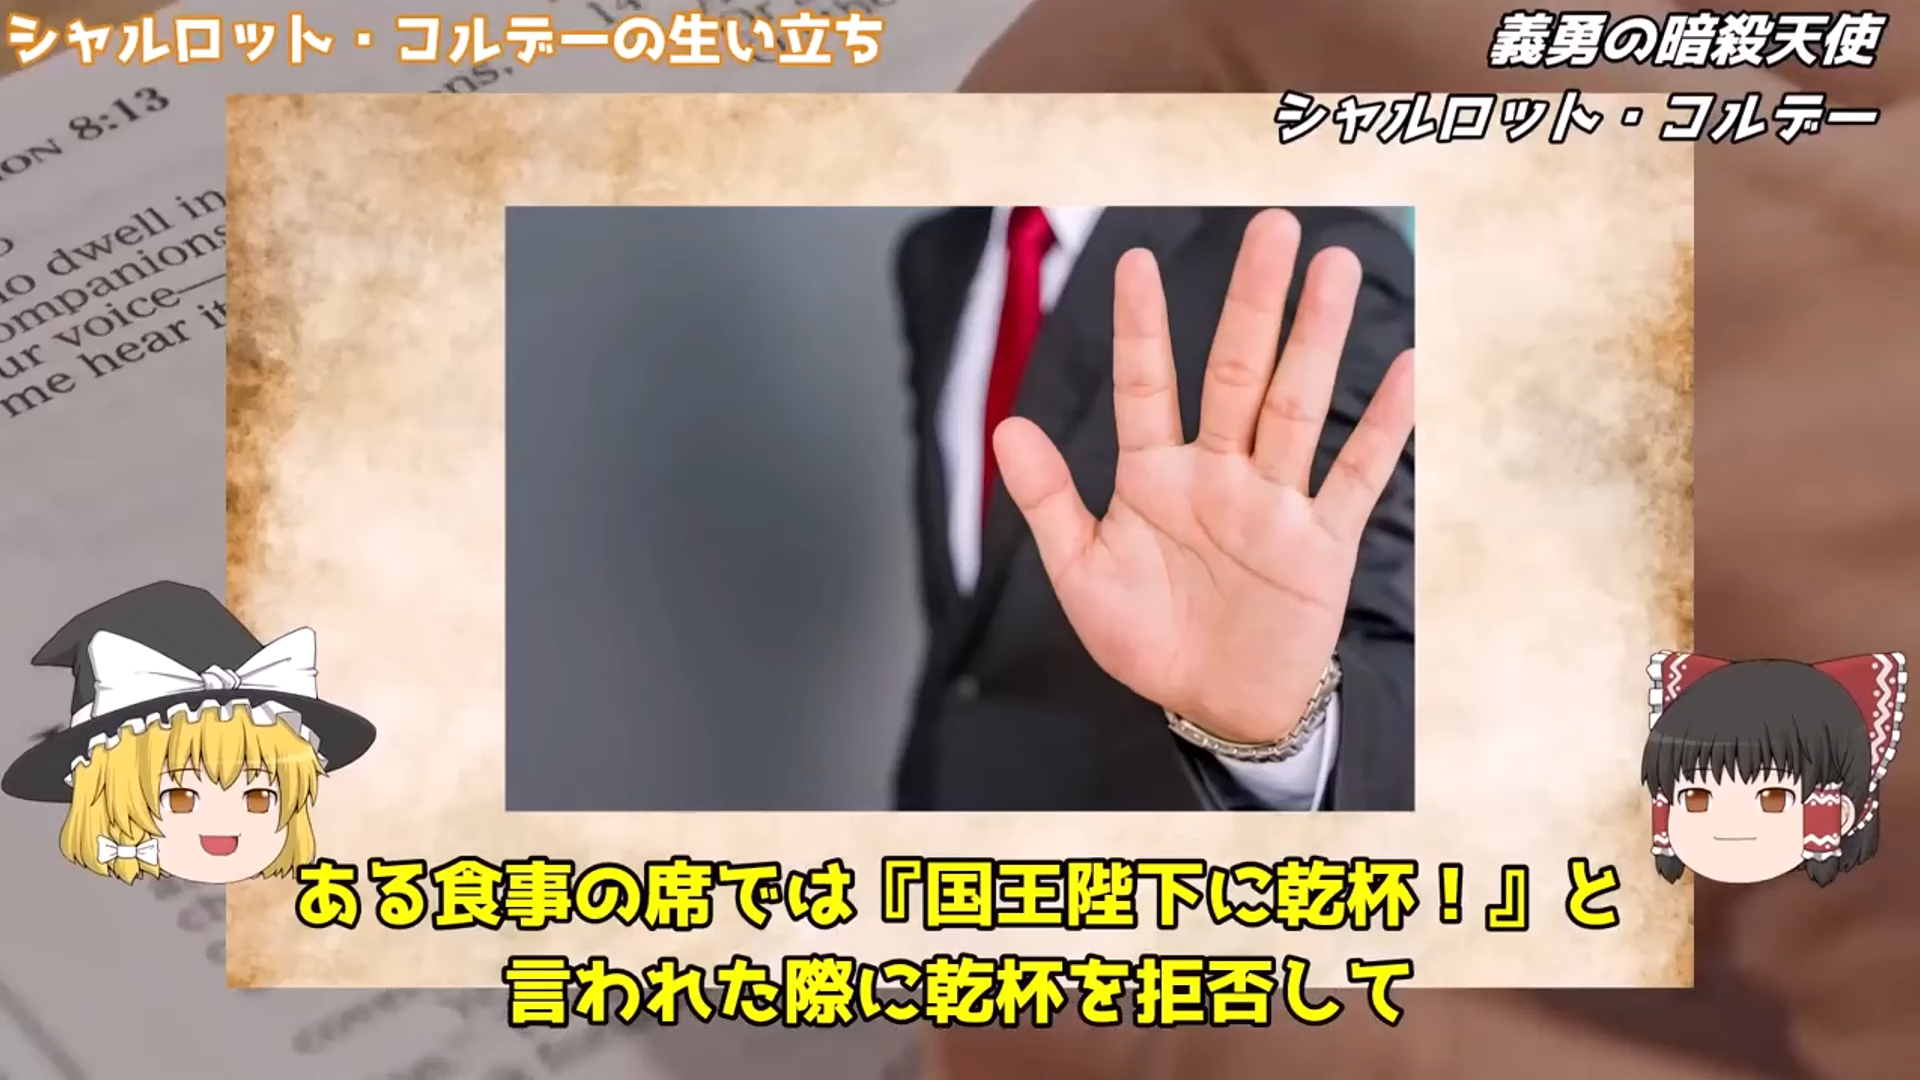 シャルロット・コルデーの生い立ち
義勇の暗殺天使
シャルロット・コルデー
8:13
dwell in
companions
voice—
me hear it
ある食事の席では『国王陛下に乾杯！』と
言われた際に乾杯を拒否して